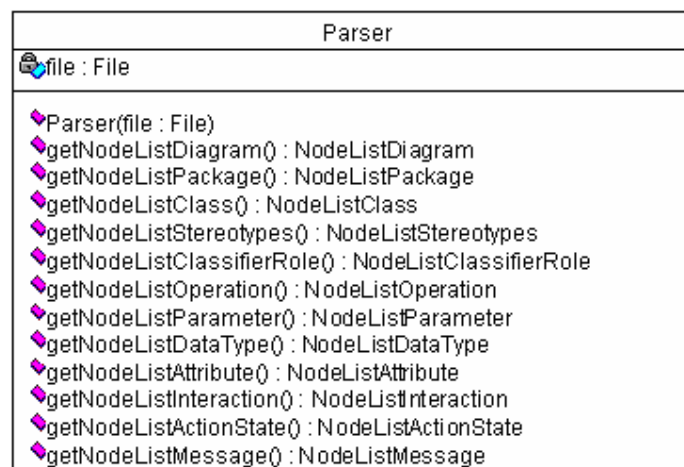 Parser
file : File
Parser(file : File)
getNodeListDiagram() : NodeListDiagram
getNodeListPackage() : NodeListPackage
getNodeListClass() : NodeListClass
getNodeListStereotypes() : NodeListStereotypes
getNodeListClassifierRole() : NodeListClassifierRole
getNodeListOperation() : NodeListOperation
getNodeListParameter() : NodeListParameter
getNodeListDataType() : NodeListDataType
getNodeListAttribute() : NodeListAttribute
getNodeListInteraction() : NodeListInteraction
getNodeListActionState() : NodeListActionState
getNodeListMessage() : NodeListMessage